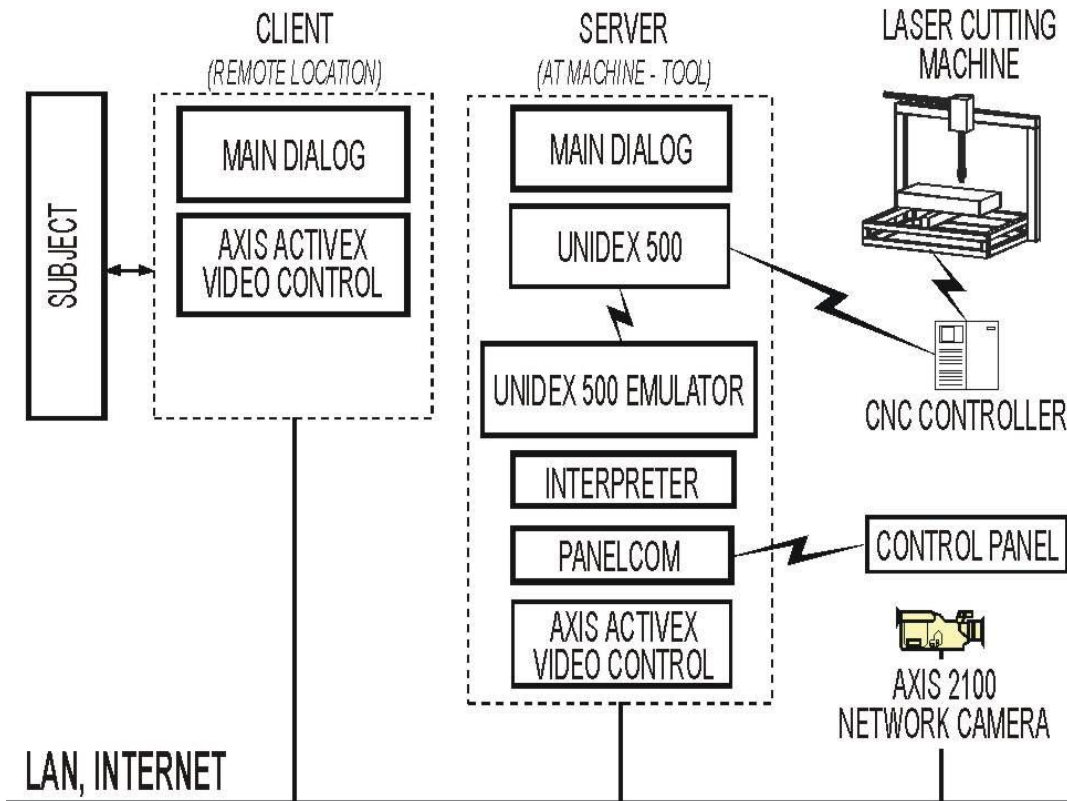 CLIENT
(REMOTE LOCATION)
SUBJECT
MAIN DIALOG
AXIS ACTIVEX
VIDEO CONTROL
SERVER
(AT MACHINE - TOOL)
MAIN DIALOG
UNIDEX 500
UNIDEX 500 EMULATOR
INTERPRETER
PANELCOM
AXIS ACTIVEX
VIDEO CONTROL
LASER CUTTING
MACHINE
CNC CONTROLLER
CONTROL PANEL
AXIS 2100
NETWORK CAMERA
LAN, INTERNET